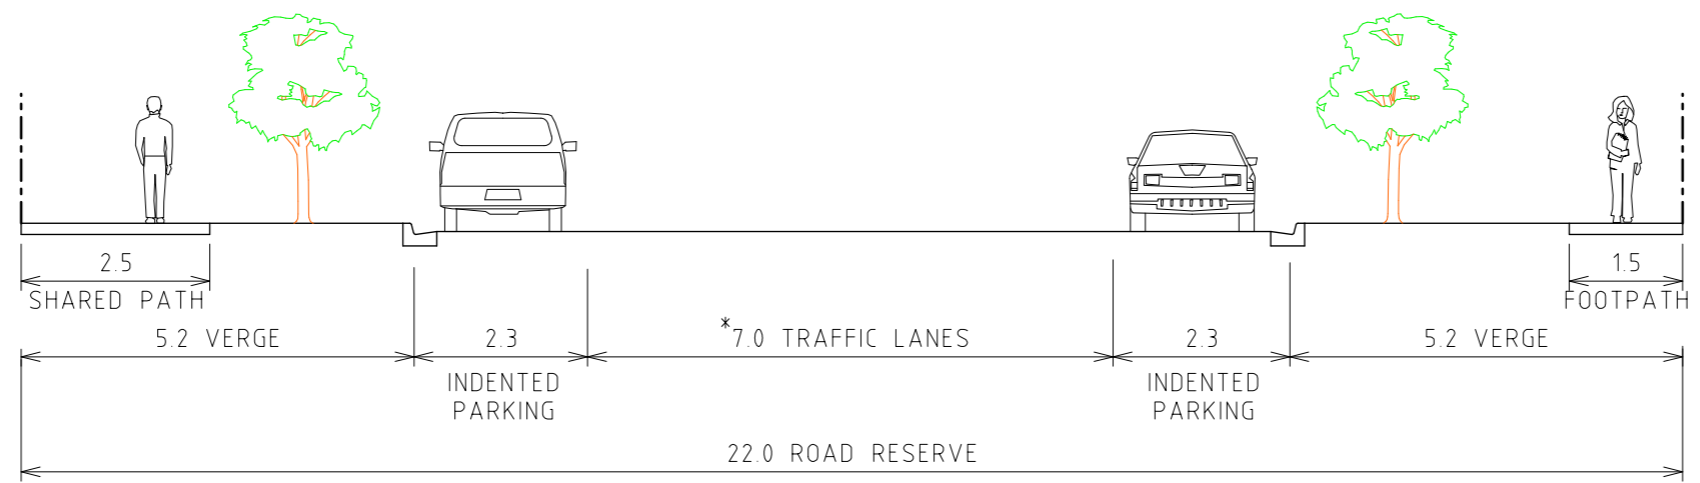 2.5
SHARED PATH
1.5
FOOTPATH
5.2 VERGE
2.3
INDENTED
PARKING
*7.0 TRAFFIC LANES
2.3
INDENTED
PARKING
5.2 VERGE
22.0 ROAD RESERVE